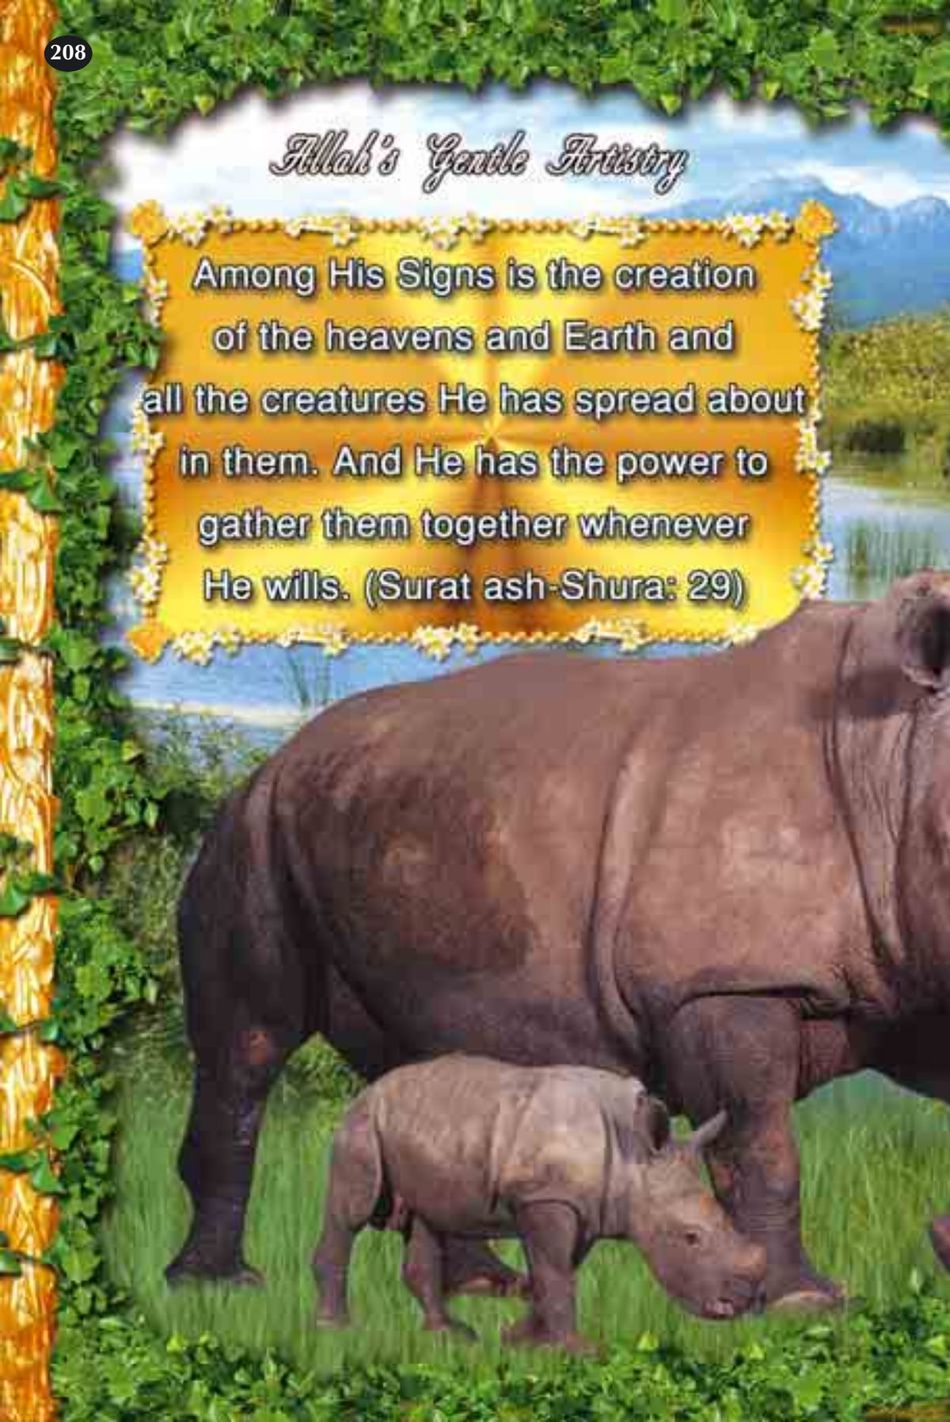 208
Allah's Gentle Artistry
Among His Signs is the creation
of the heavens and Earth and
all the creatures He has spread about
in them. And He has the power to
gather them together whenever
He wills. (Surat ash-Shura: 29)